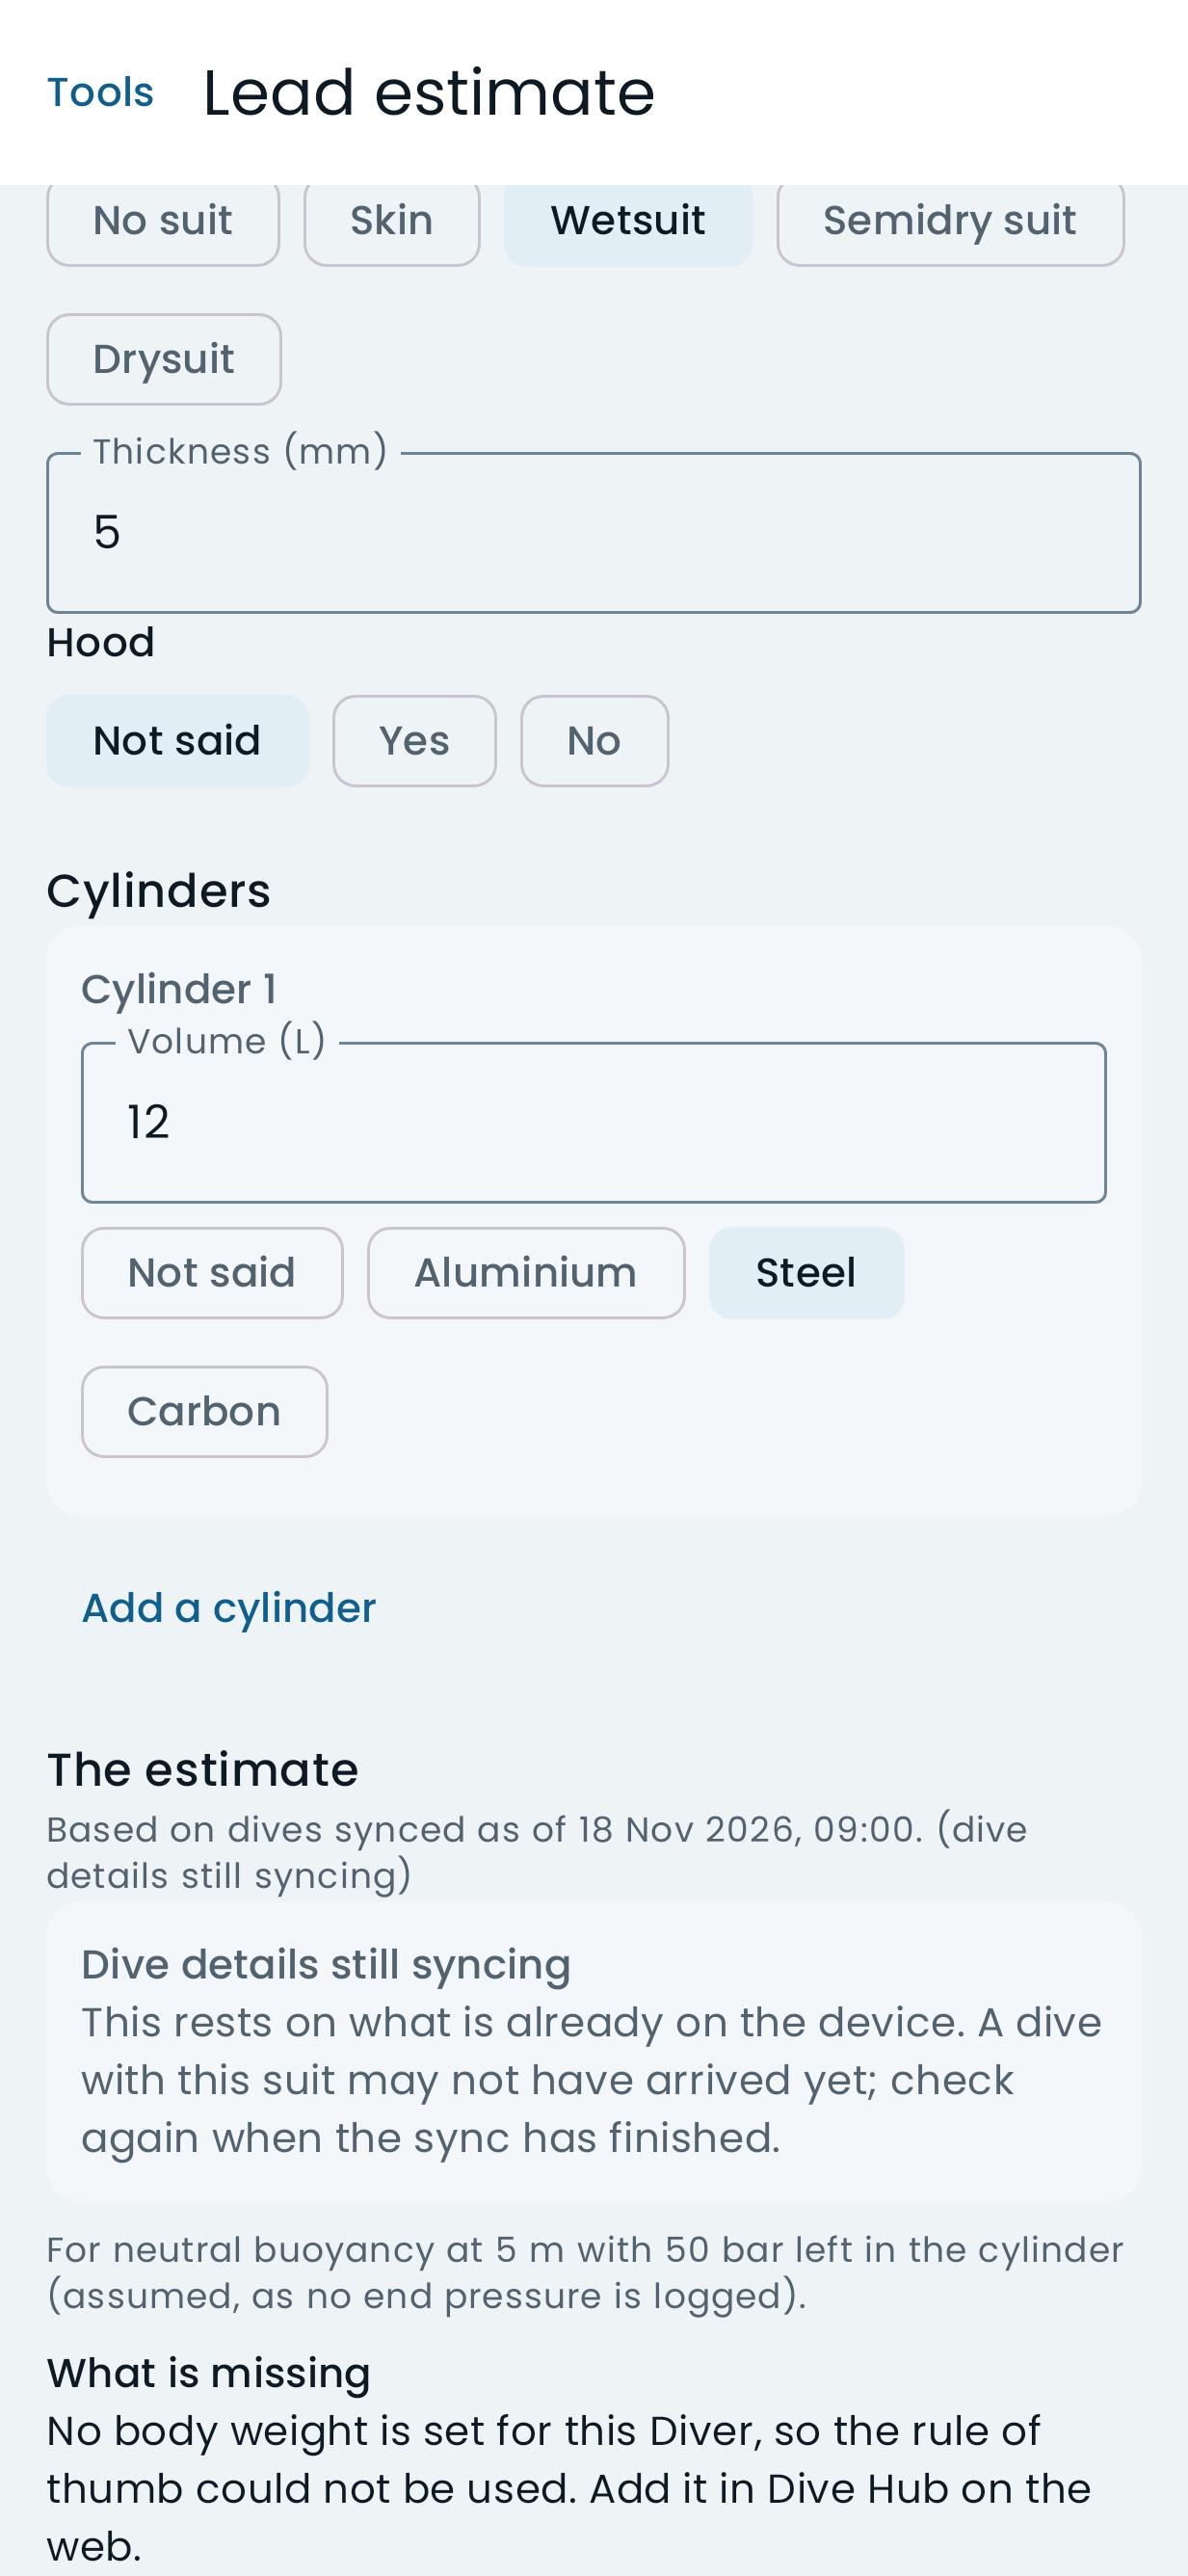 Tools Lead estimate
No suit Skin Wetsuit Semidry suit
Drysuit
Thickness (mm)
5
Hood
Not said Yes No
Cylinders
Cylinder 1
Volume (L)
12
Not said Aluminium Steel
Carbon
Add a cylinder
The estimate
Based on dives synced as of 18 Nov 2026, 09:00. (dive
details still syncing)
Dive details still syncing
This rests on what is already on the device. A dive
with this suit may not have arrived yet; check
again when the sync has finished.
For neutral buoyancy at 5 m with 50 bar left in the cylinder
(assumed, as no end pressure is logged).
What is missing
No body weight is set for this Diver, so the rule of
thumb could not be used. Add it in Dive Hub on the
web.